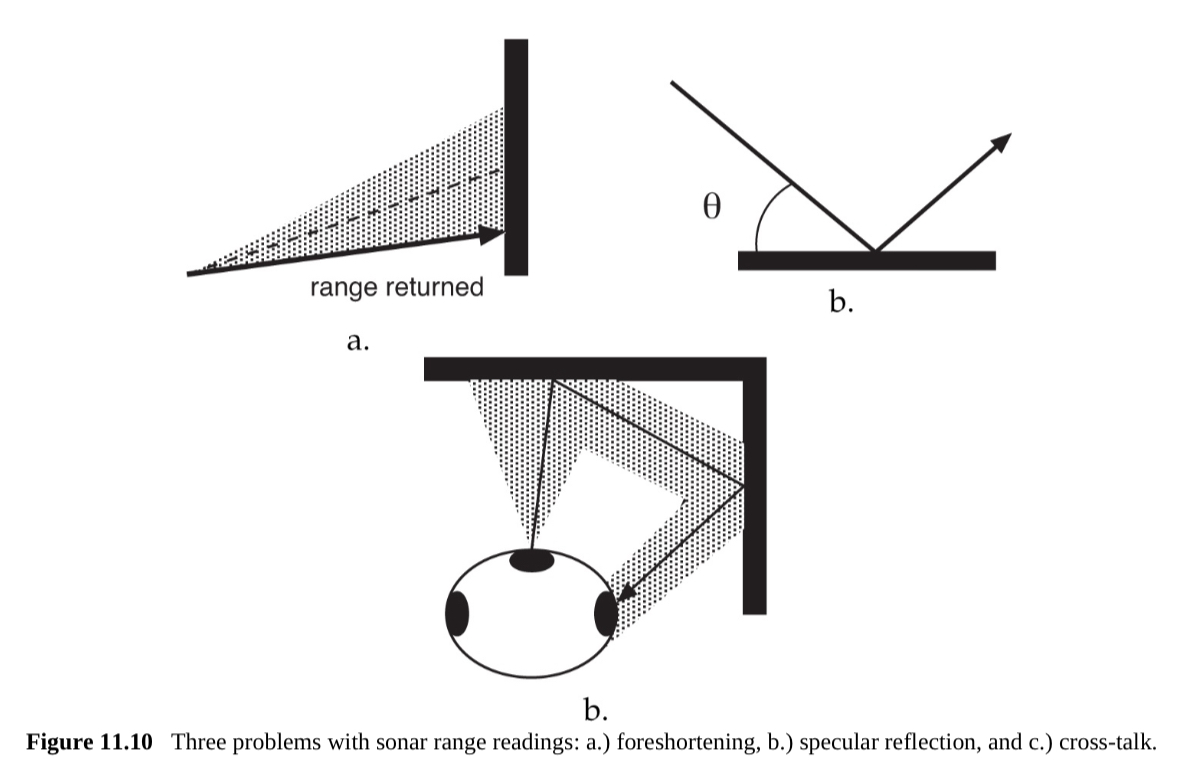 θ
range returned
b.
a.
b.
Figure 11.10 Three problems with sonar range readings: a.) foreshortening, b.) specular reflection, and c.) cross-talk.